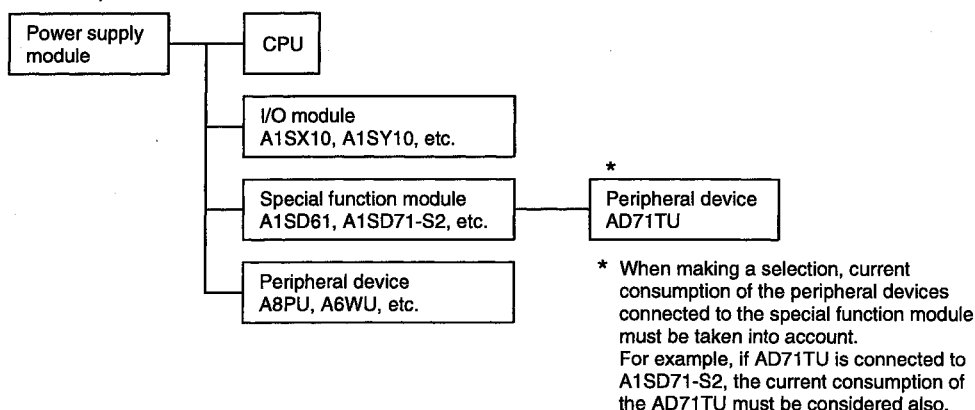 Power supply
module
CPU
I/O module
A1SX10, A1SY10, etc.
Special function module
A1SD61, A1SD71-S2, etc.
*
Peripheral device
AD71TU
Peripheral device
A8PU, A6WU, etc.
* When making a selection, current
consumption of the peripheral devices
connected to the special function module
must be taken into account.
For example, if AD71TU is connected to
A1SD71-S2, the current consumption of
the AD71TU must be considered also.